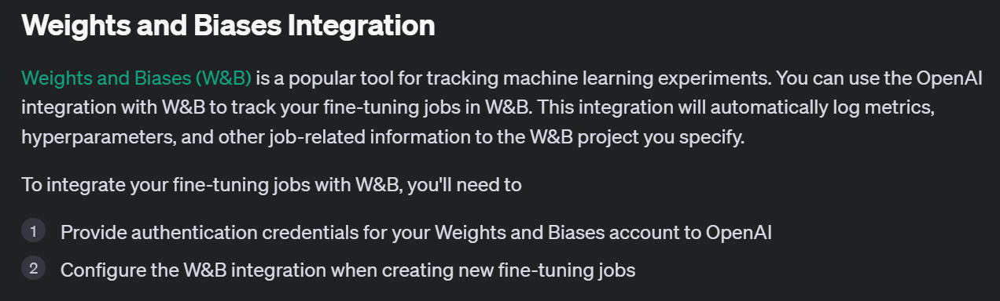 Weights and Biases Integration
Weights and Biases (W&B) is a popular tool for tracking machine learning experiments. You can use the OpenAI
integration with W&B to track your fine-tuning jobs in W&B. This integration will automatically log metrics,
hyperparameters, and other job-related information to the W&B project you specify.
To integrate your fine-tuning jobs with W&B, you'll need to
1 Provide authentication credentials for your Weights and Biases account to OpenAI
2 Configure the W&B integration when creating new fine-tuning jobs